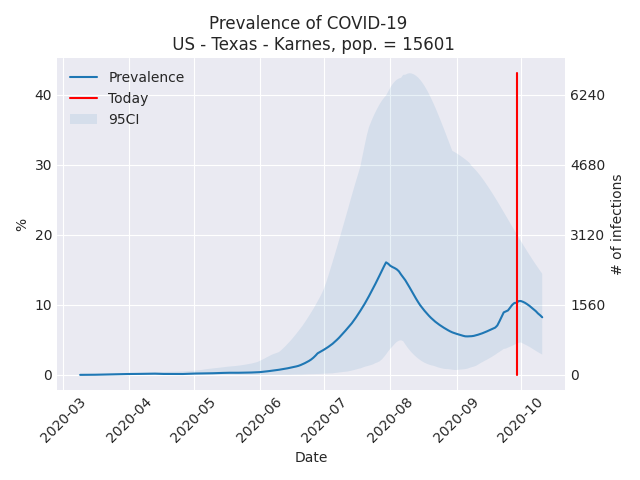 Prevalence of COVID-19
US - Texas - Karnes, pop. = 15601
Prevalence
Today
95CI
40
30
20
10
0
%
6240
4680
3120
1560
0
# of infections
2020-03
2020-04
2020-05
2020-06
2020-07
2020-08
2020-09
2020-10
Date